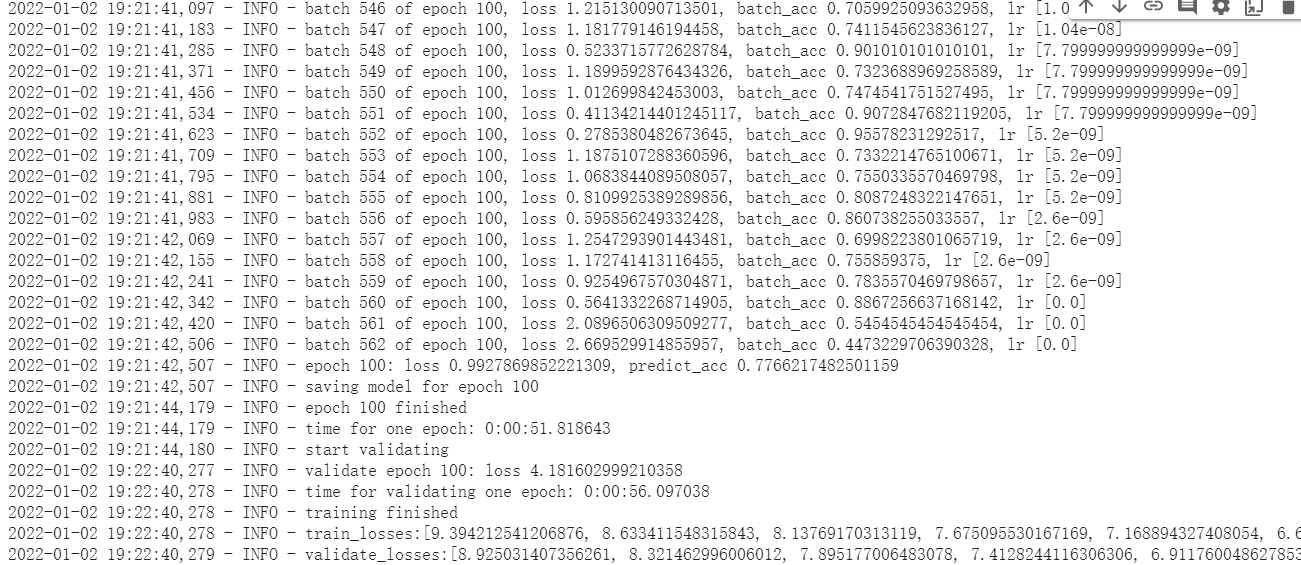 2022-01-02 19:21:41,097 - INFO - batch 546 of epoch 100, loss 1.215130090713501, batch_acc 0.7059925093632958, lr [1.0
2022-01-02 19:21:41,183 - INFO - batch 547 of epoch 100, loss 1.181779146194458, batch_acc 0.7411545623836127, lr [1.04e-08]
2022-01-02 19:21:41,285 - INFO - batch 548 of epoch 100, loss 0.5233715772628784, batch_acc 0.901010101010101, lr [7.799999999999999e-09]
2022-01-02 19:21:41,371 - INFO - batch 549 of epoch 100, loss 1.1899592876434326, batch_acc 0.7323688969258589, lr [7.799999999999999e-09]
2022-01-02 19:21:41,456 - INFO - batch 550 of epoch 100, loss 1.012699842453003, batch_acc 0.7474541751527495, lr [7.799999999999999e-09]
2022-01-02 19:21:41,534 - INFO - batch 551 of epoch 100, loss 0.41134214401245117, batch_acc 0.9072847682119205, lr [7.799999999999999e-09]
2022-01-02 19:21:41,623 - INFO - batch 552 of epoch 100, loss 0.2785380482673645, batch_acc 0.95578231292517, lr [5.2e-09]
2022-01-02 19:21:41,709 - INFO - batch 553 of epoch 100, loss 1.1875107288360596, batch_acc 0.7332214765100671, lr [5.2e-09]
2022-01-02 19:21:41,795 - INFO - batch 554 of epoch 100, loss 1.0683844089508057, batch_acc 0.7550335570469798, lr [5.2e-09]
2022-01-02 19:21:41,881 - INFO - batch 555 of epoch 100, loss 0.8109925389289856, batch_acc 0.8087248322147651, lr [5.2e-09]
2022-01-02 19:21:41,983 - INFO - batch 556 of epoch 100, loss 0.595856249332428, batch_acc 0.860738255033557, lr [2.6e-09]
2022-01-02 19:21:42,069 - INFO - batch 557 of epoch 100, loss 1.2547293901443481, batch_acc 0.6998223801065719, lr [2.6e-09]
2022-01-02 19:21:42,155 - INFO - batch 558 of epoch 100, loss 1.172741413116455, batch_acc 0.755859375, lr [2.6e-09]
2022-01-02 19:21:42,241 - INFO - batch 559 of epoch 100, loss 0.9254967570304871, batch_acc 0.7835570469798657, lr [2.6e-09]
2022-01-02 19:21:42,342 - INFO - batch 560 of epoch 100, loss 0.5641332268714905, batch_acc 0.8867256637168142, lr [0.0]
2022-01-02 19:21:42,420 - INFO - batch 561 of epoch 100, loss 2.0896506309509277, batch_acc 0.5454545454545454, lr [0.0]
2022-01-02 19:21:42,506 - INFO - batch 562 of epoch 100, loss 2.669529914855957, batch_acc 0.4473229706390328, lr [0.0]
2022-01-02 19:21:42,507 - INFO - epoch 100: loss 0.9927869852221309, predict_acc 0.7766217482501159
2022-01-02 19:21:42,507 - INFO - saving model for epoch 100
2022-01-02 19:21:44,179 - INFO - epoch 100 finished
2022-01-02 19:21:44,179 - INFO - time for one epoch: 0:00:51.818643
2022-01-02 19:21:44,180 - INFO - start validating
2022-01-02 19:22:40,277 - INFO - validate epoch 100: loss 4.181602999210358
2022-01-02 19:22:40,278 - INFO - time for validating one epoch: 0:00:56.097038
2022-01-02 19:22:40,278 - INFO - training finished
2022-01-02 19:22:40,278 - INFO - train_losses:[9.394212541206876, 8.633411548315843, 8.13769170313119, 7.675095530167169, 7.168894327408054, 6.6
2022-01-02 19:22:40,279 - INFO - validate_losses:[8.925031407356261, 8.321462996006012, 7.895177006483078, 7.4128244116306306, 6.911760048627853